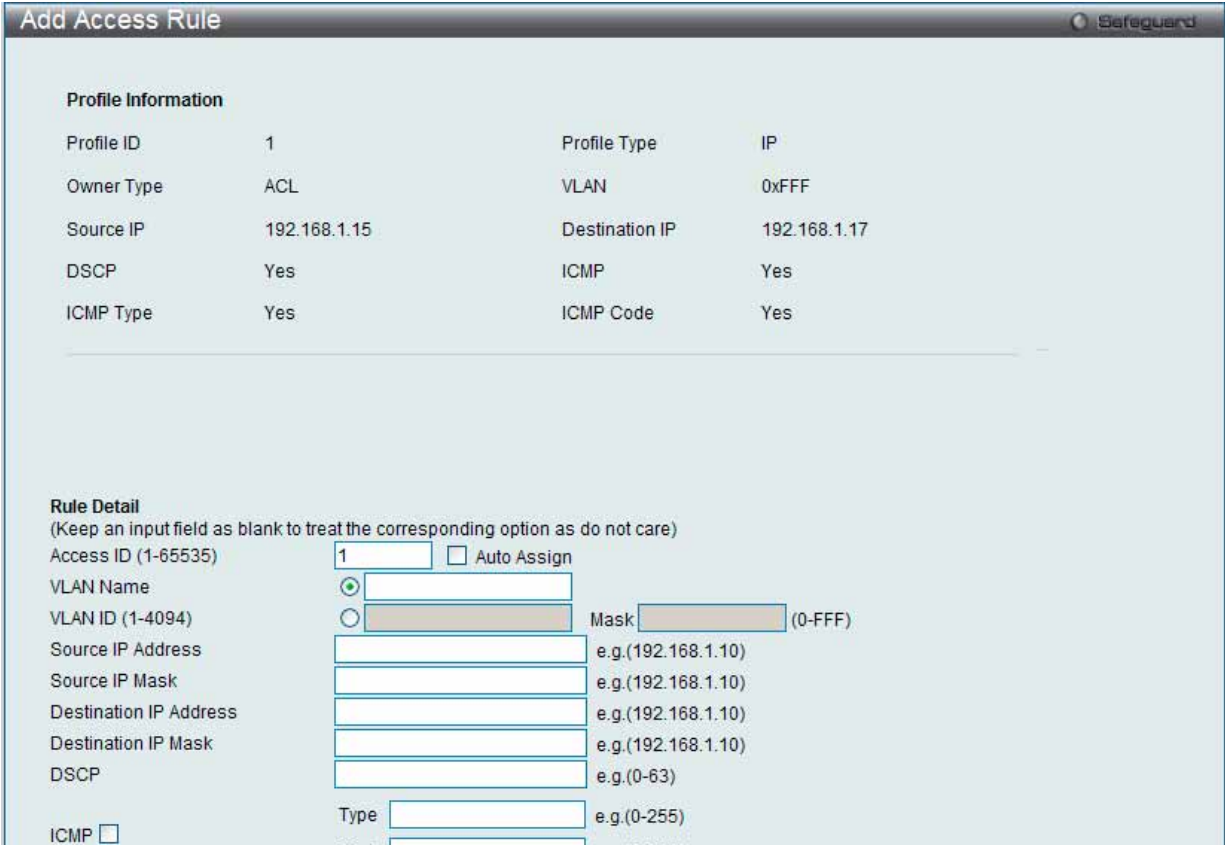 Add Access Rule Safeguard
Profile Information
Profile ID 1 Profile Type IP
Owner Type ACL VLAN 0xFFF
Source IP 192.168.1.15 Destination IP 192.168.1.17
DSCP Yes ICMP Yes
ICMP Type Yes ICMP Code Yes
Rule Detail
(Keep an input field as blank to treat the corresponding option as do not care)
Access ID (1-65535) 1 Auto Assign
VLAN Name
VLAN ID (1-4094) Mask (0-FFF)
Source IP Address e.g.(192.168.1.10)
Source IP Mask e.g.(192.168.1.10)
Destination IP Address e.g.(192.168.1.10)
Destination IP Mask e.g.(192.168.1.10)
DSCP e.g.(0-63)
Type e.g.(0-255)
ICMP